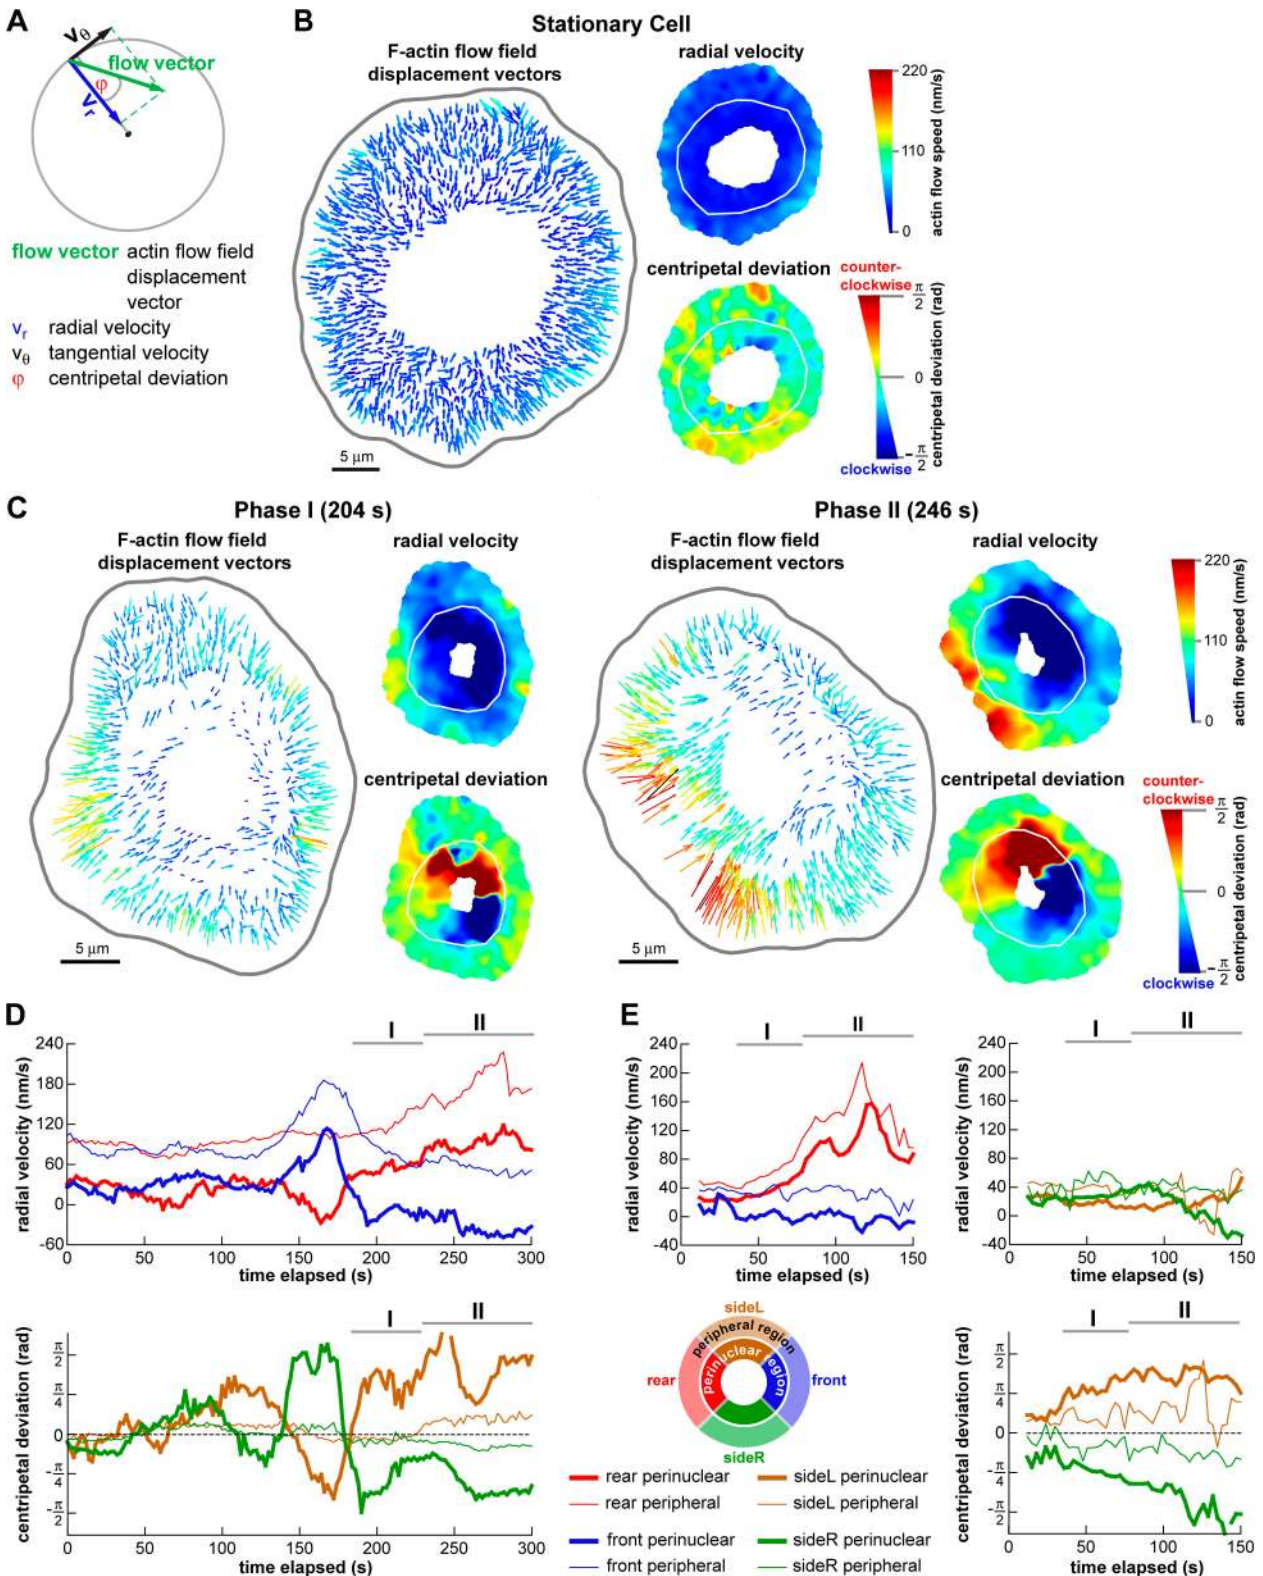 A
Vθ
flow vector
φ
Vr
flow vector actin flow field
displacement
vector
vr radial velocity
vθ tangential velocity
φ centripetal deviation
B
Stationary Cell
F-actin flow field
displacement vectors
5 µm
radial velocity
220
110
0
actin flow speed (nm/s)
centripetal deviation
counter-
clockwise
π/2
0
-π/2
clockwise
centripetal deviation (rad)
C
Phase I (204 s)
F-actin flow field
displacement vectors
5 µm
radial velocity
centripetal deviation
Phase II (246 s)
F-actin flow field
displacement vectors
5 µm
radial velocity
220
110
0
actin flow speed (nm/s)
centripetal deviation
counter-
clockwise
π/2
0
-π/2
clockwise
centripetal deviation (rad)
D
I
II
radial velocity (nm/s)
240
180
120
60
0
-60
0 50 100 150 200 250 300
time elapsed (s)
I
II
centripetal deviation (rad)
π/2
π/4
0
-π/4
π/2
0 50 100 150 200 250 300
time elapsed (s)
E
I
II
radial velocity (nm/s)
240
200
160
120
80
40
0
-40
0 50 100 150
time elapsed (s)
I
II
radial velocity (nm/s)
240
200
160
120
80
40
0
-40
0 50 100 150
time elapsed (s)
sideL
peripheral region
perinuclear region
rear
front
sideR
rear perinuclear
rear peripheral
front perinuclear
front peripheral
sideL perinuclear
sideL peripheral
sideR perinuclear
sideR peripheral
I
II
centripetal deviation (rad)
π/2
π/4
0
-π/4
-π/2
0 50 100 150
time elapsed (s)